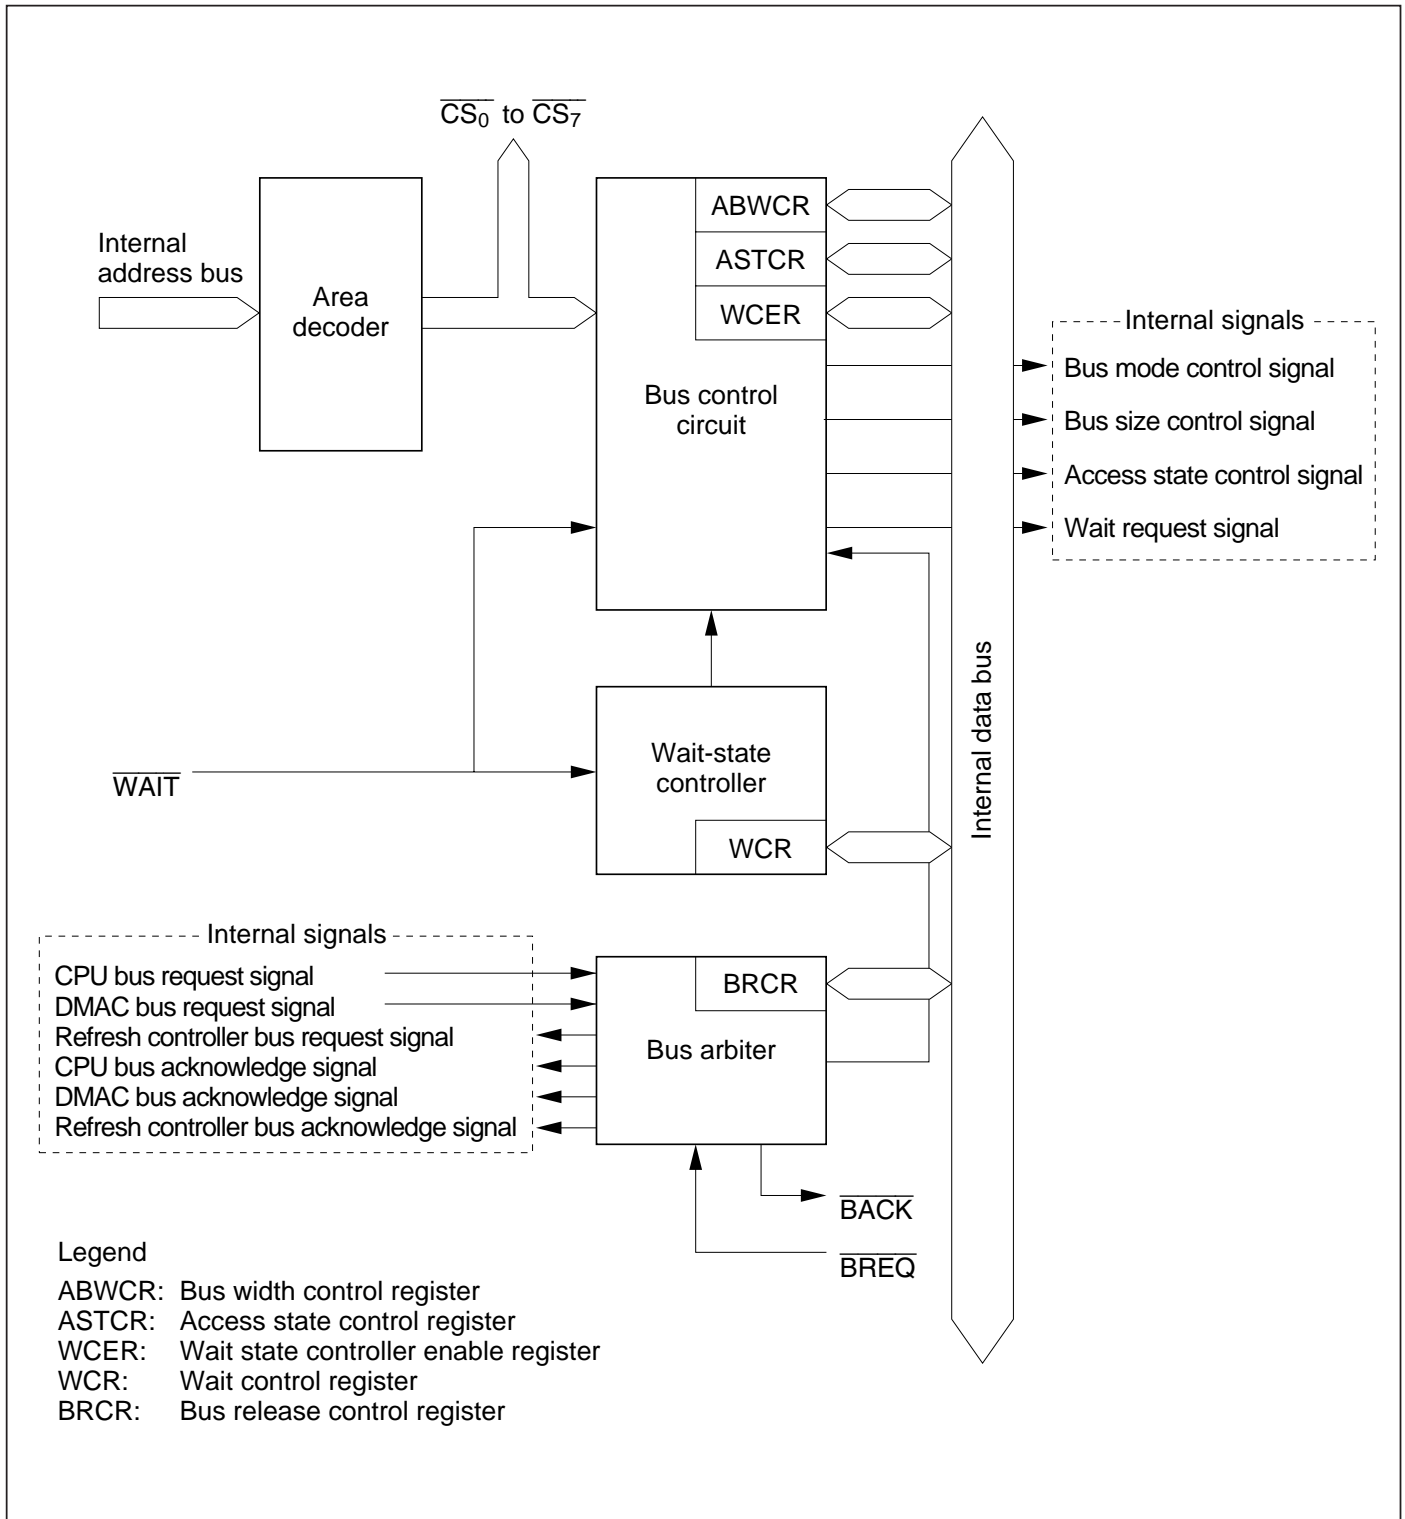 CS0 to CS7
Internal
address bus
Area
decoder
ABWCR
ASTCR
WCER
Bus control
circuit
Internal signals
Bus mode control signal
Bus size control signal
Access state control signal
Wait request signal
Internal data bus
WAIT
Wait-state
controller
WCR
Internal signals
CPU bus request signal
DMAC bus request signal
Refresh controller bus request signal
CPU bus acknowledge signal
DMAC bus acknowledge signal
Refresh controller bus acknowledge signal
BRCR
Bus arbiter
BACK
BREQ
Legend
ABWCR: Bus width control register
ASTCR: Access state control register
WCER: Wait state controller enable register
WCR: Wait control register
BRCR: Bus release control register